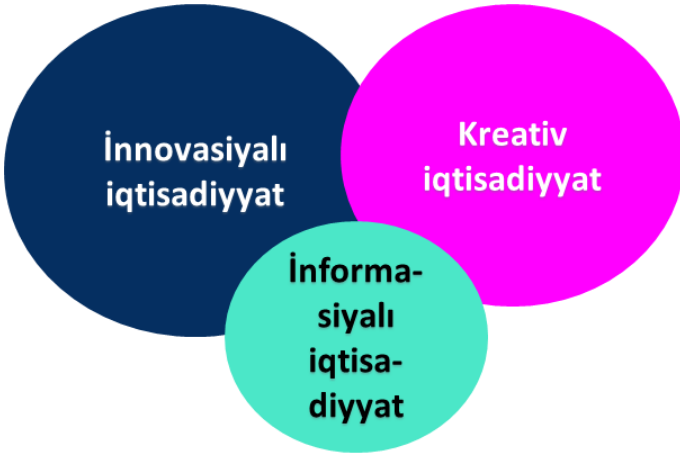 İnnovasiyalı
iqtisadiyyat
Kreativ
iqtisadiyyat
İnforma-
siyalı
iqtisa-
diyyat